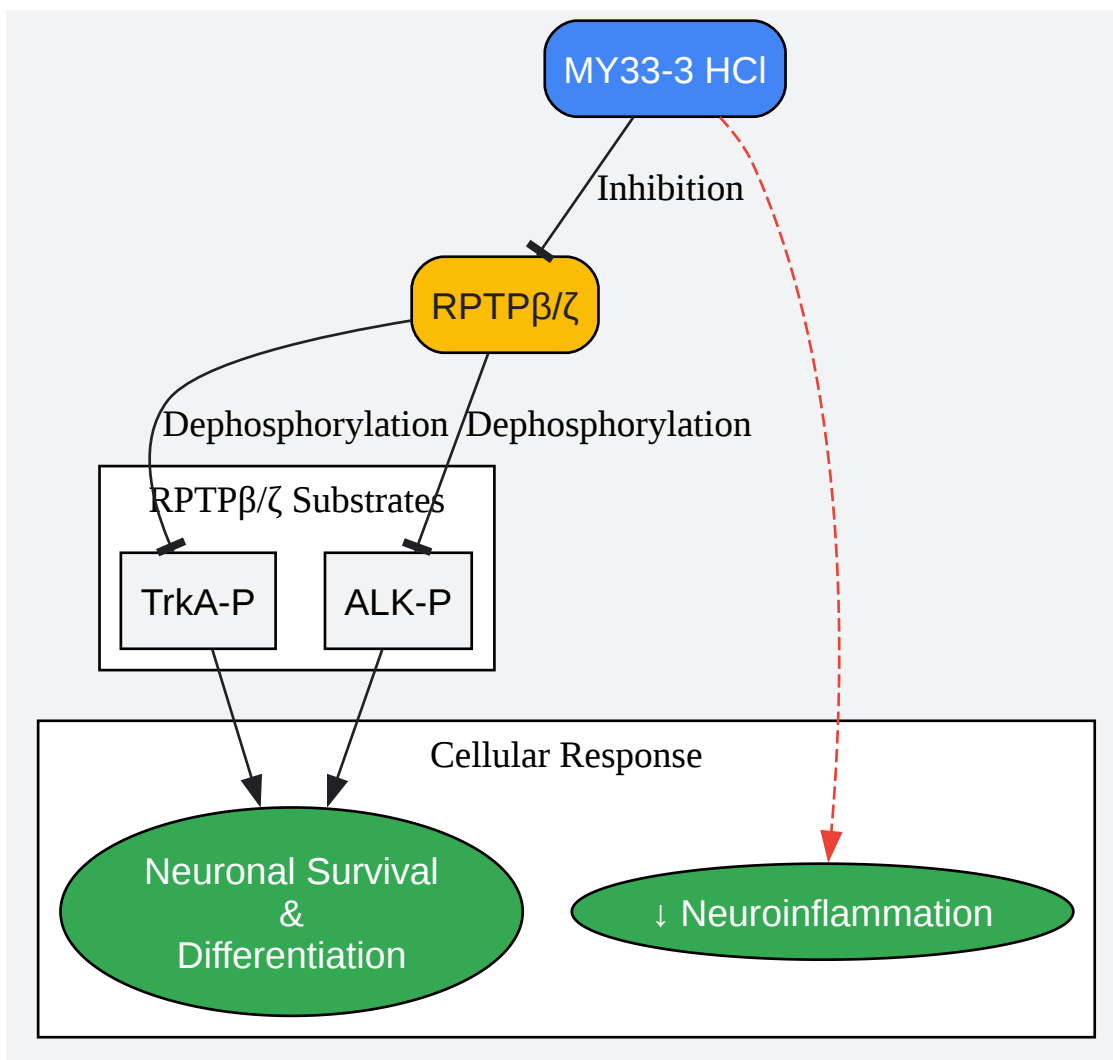 MY33-3 HCl
Inhibition
RPTPβ/ζ
Dephosphorylation
Dephosphorylation
RPTPβ/ζ Substrates
TrkA-P
ALK-P
Cellular Response
Neuronal Survival
&
Differentiation
↓ Neuroinflammation